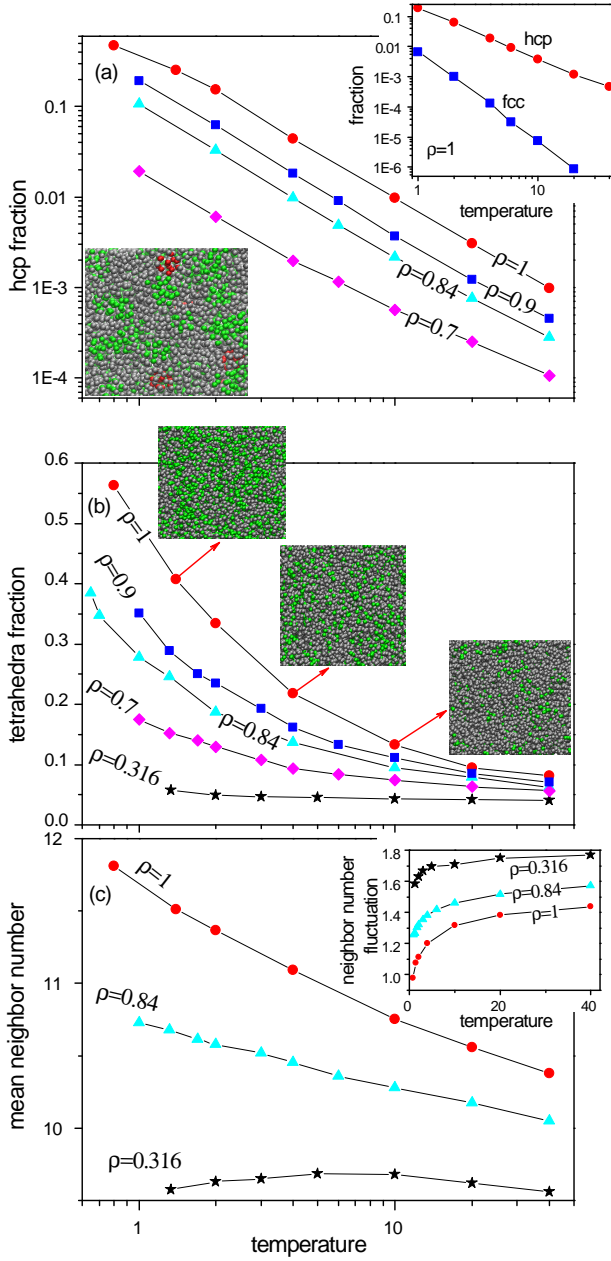 (a)
hcp fraction
0.1
0.01
1E-3
1E-4
ρ=1
ρ=0.9
ρ=0.84
ρ=0.7
fraction
0.1
0.01
1E-3
1E-4
1E-5
1E-6
hcp
fcc
ρ=1
1
10
temperature
(b)
tetrahedra fraction
0.6
0.5
0.4
0.3
0.2
0.1
0.0
ρ=1
ρ=0.9
ρ=0.84
ρ=0.7
ρ=0.316
(c)
mean neighbor number
12
11
10
ρ=1
ρ=0.84
ρ=0.316
neighbor number
fluctuation
1.8
1.6
1.4
1.2
1.0
ρ=0.316
ρ=0.84
ρ=1
0
20
40
temperature
1
10
temperature